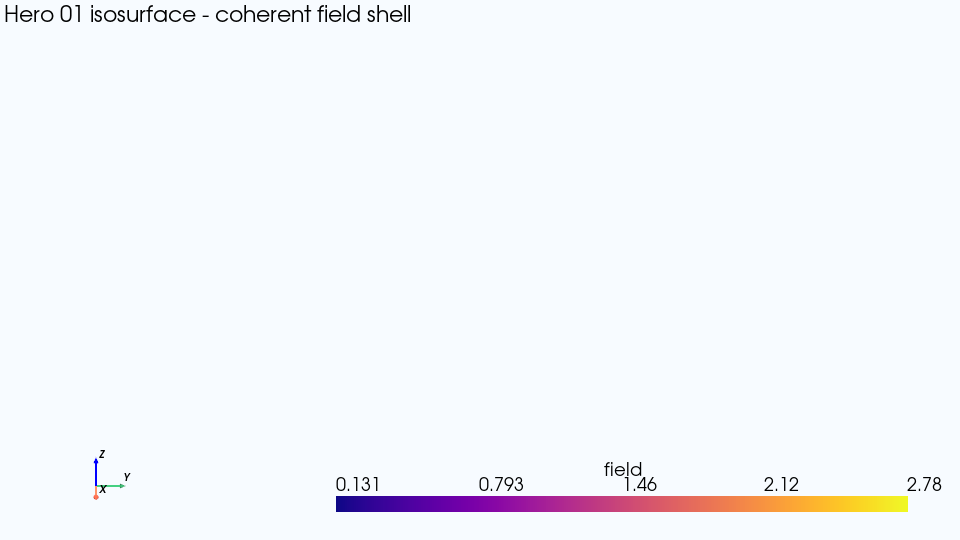 Hero 01 isosurface - coherent field shell
Z
Y
X
field
0.131 0.793 1.46 2.12 2.78